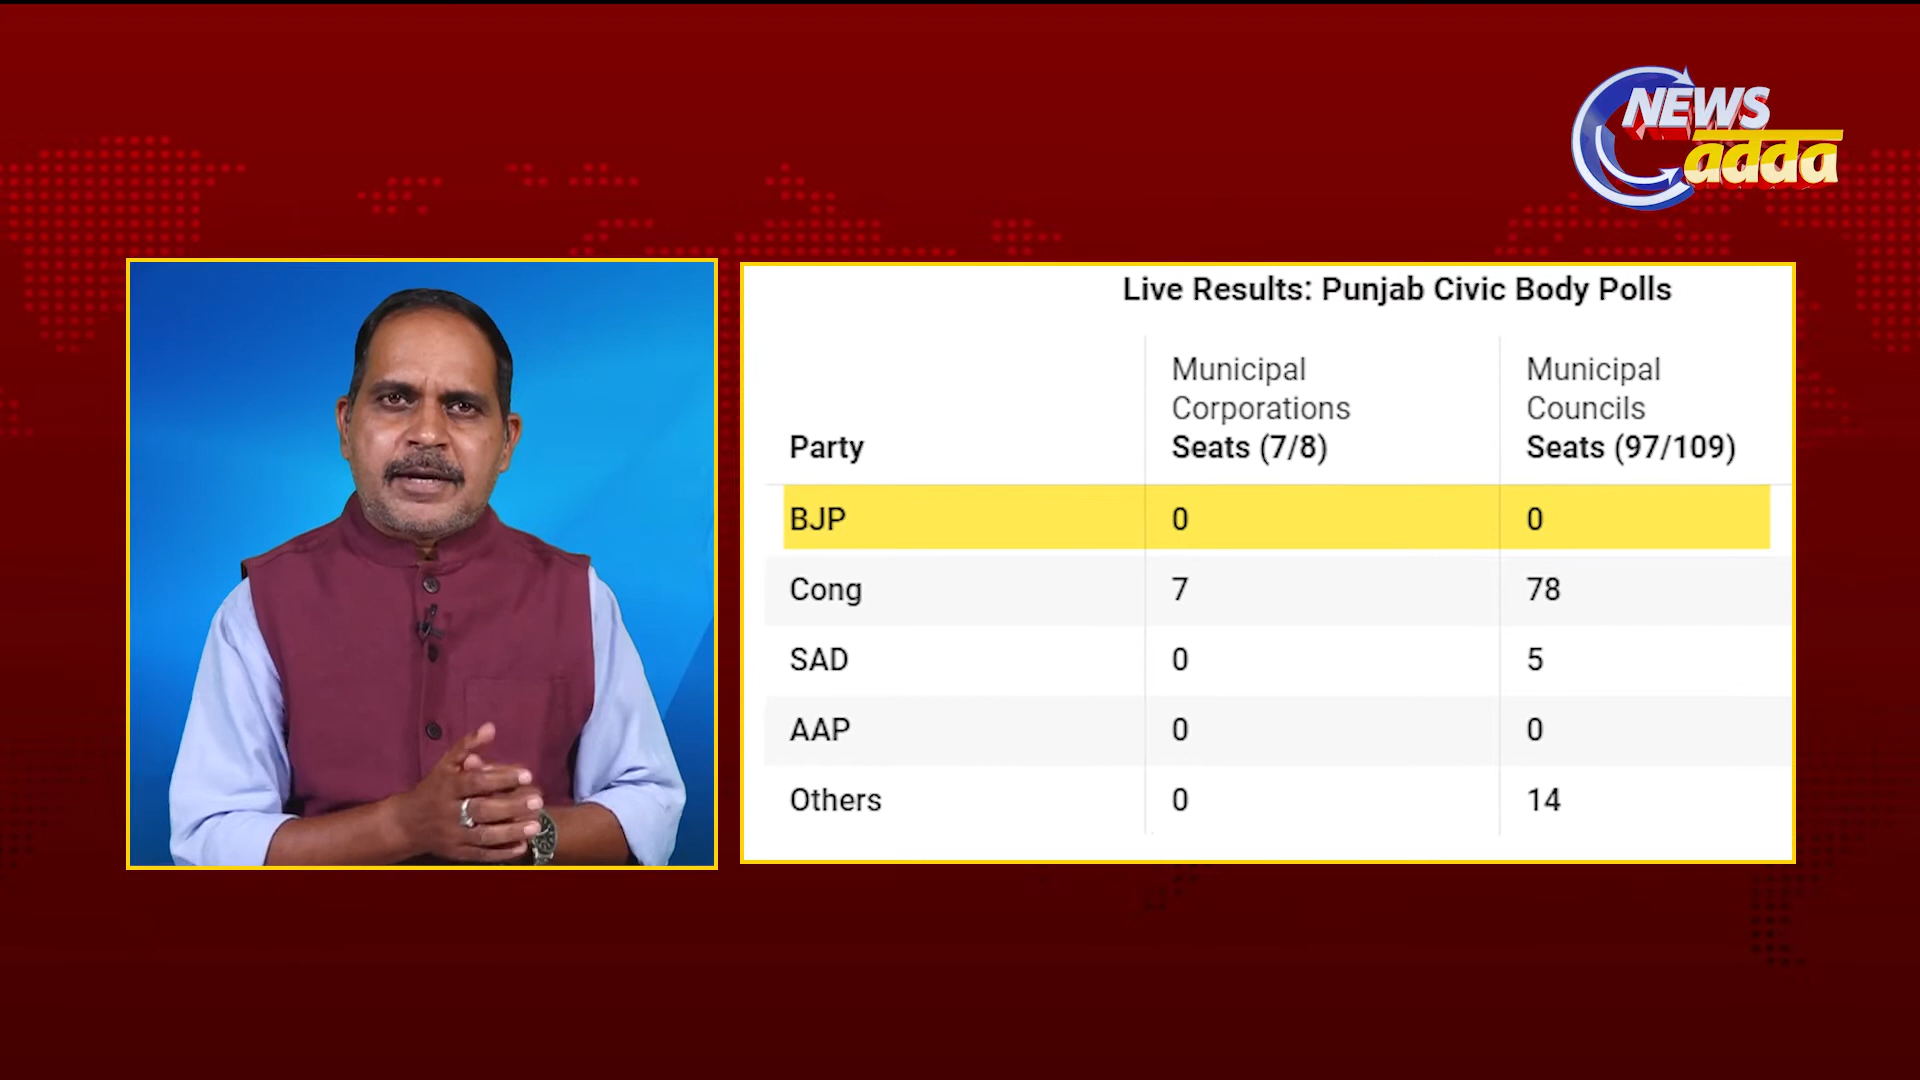 NEWS
adda
Live Results: Punjab Civic Body Polls
Party
Municipal
Corporations
Seats (7/8)
Municipal
Councils
Seats (97/109)
BJP 0 0
Cong 7 78
SAD 0 5
AAP 0 0
Others 0 14